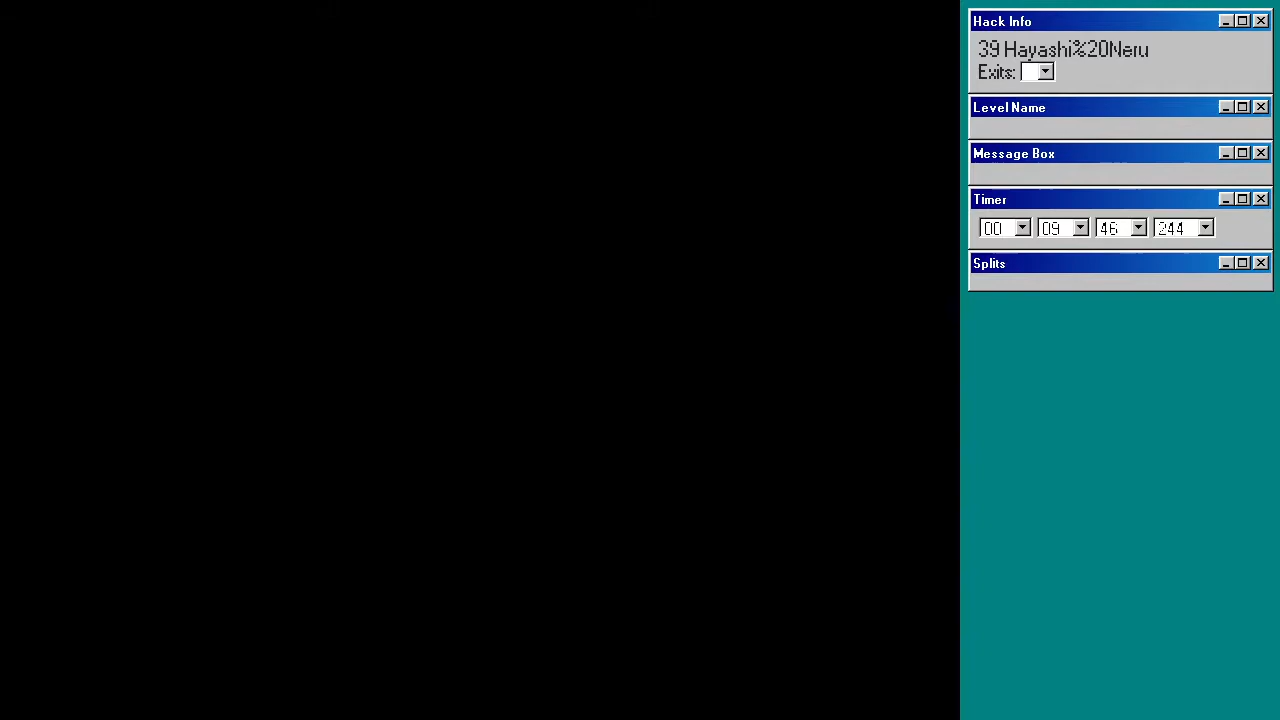 Hack Info
39 Hayashi%20Neru
Exits:
Level Name
Message Box
Timer
00 09 46 244
Splits